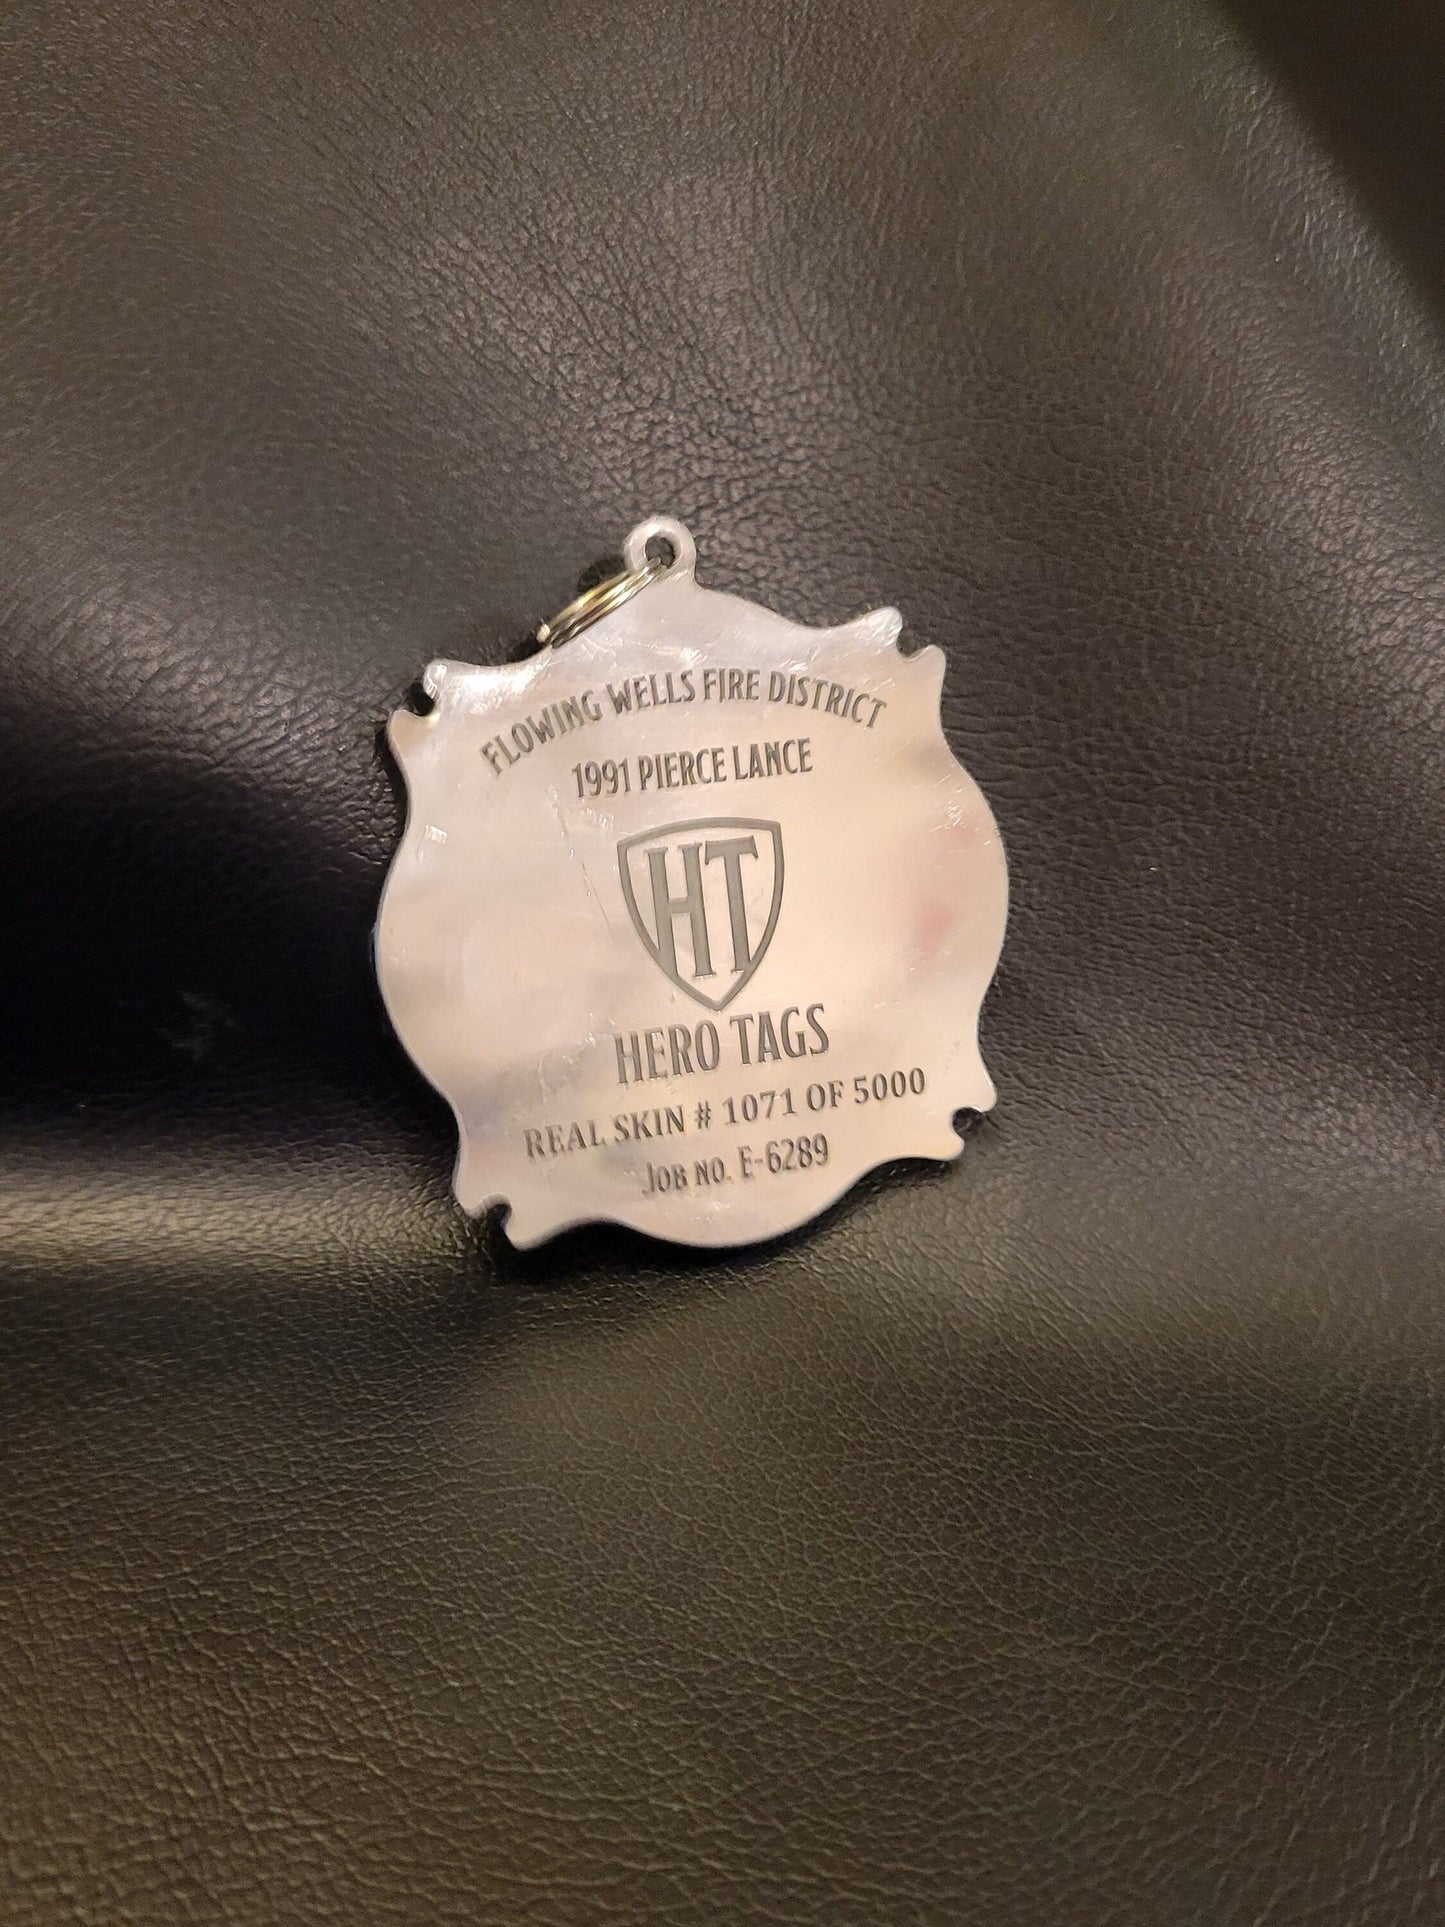 FLOWING WELLS FIRE DISTRICT
1991 PIERCE LANCE
HT
HERO TAGS
REAL SKIN # 1071 OF 5000
JOB NO. E-6289